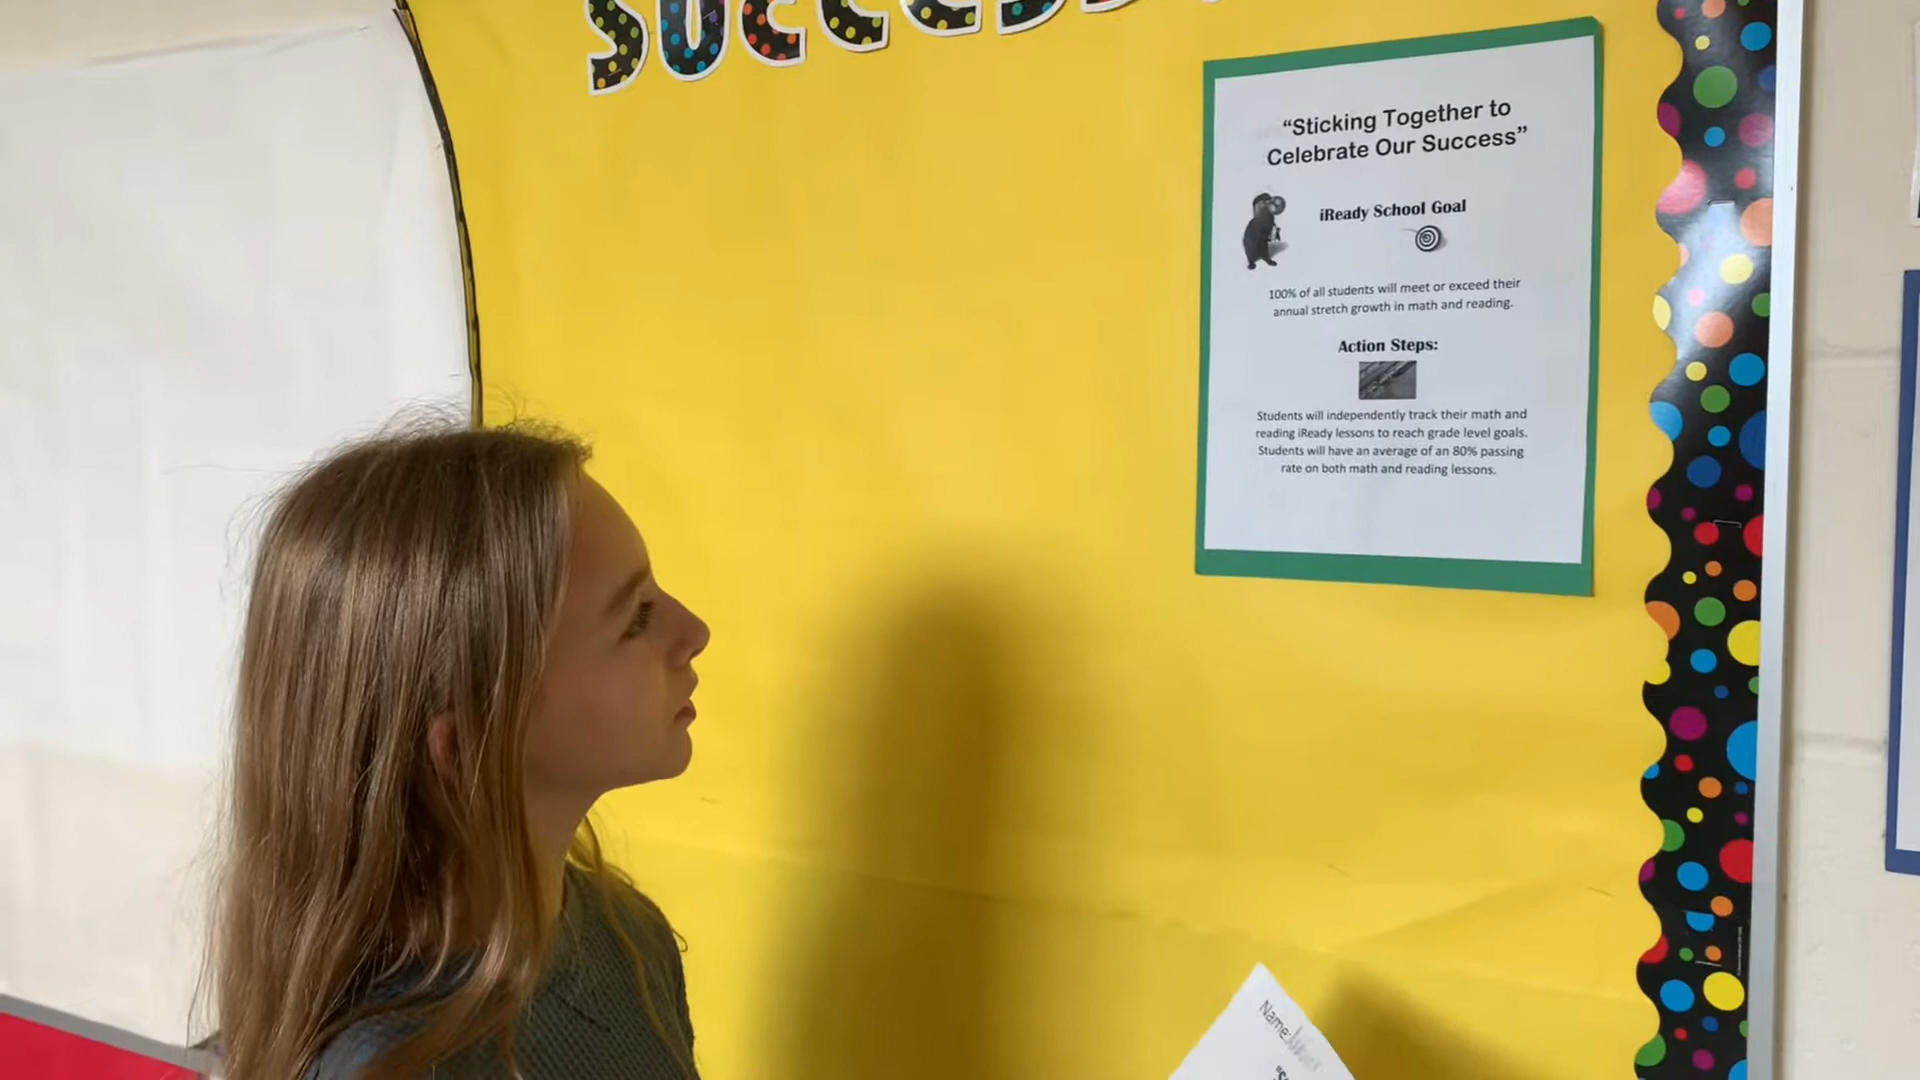 SUCCESS
“Sticking Together to
Celebrate Our Success”
iReady School Goal
100% of all students will meet or exceed their
annual stretch growth in math and reading.
Action Steps:
Students will independently track their math and
reading iReady lessons to reach grade level goals.
Students will have an average of an 80% passing
rate on both math and reading lessons.
Name: